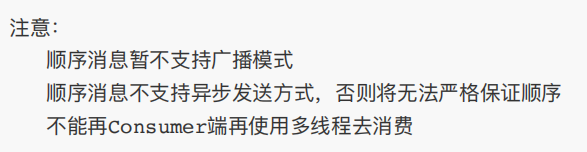 注意：
顺序消息暂不支持广播模式
顺序消息不支持异步发送方式，否则将无法严格保证顺序
不能再Consumer端再使用多线程去消费